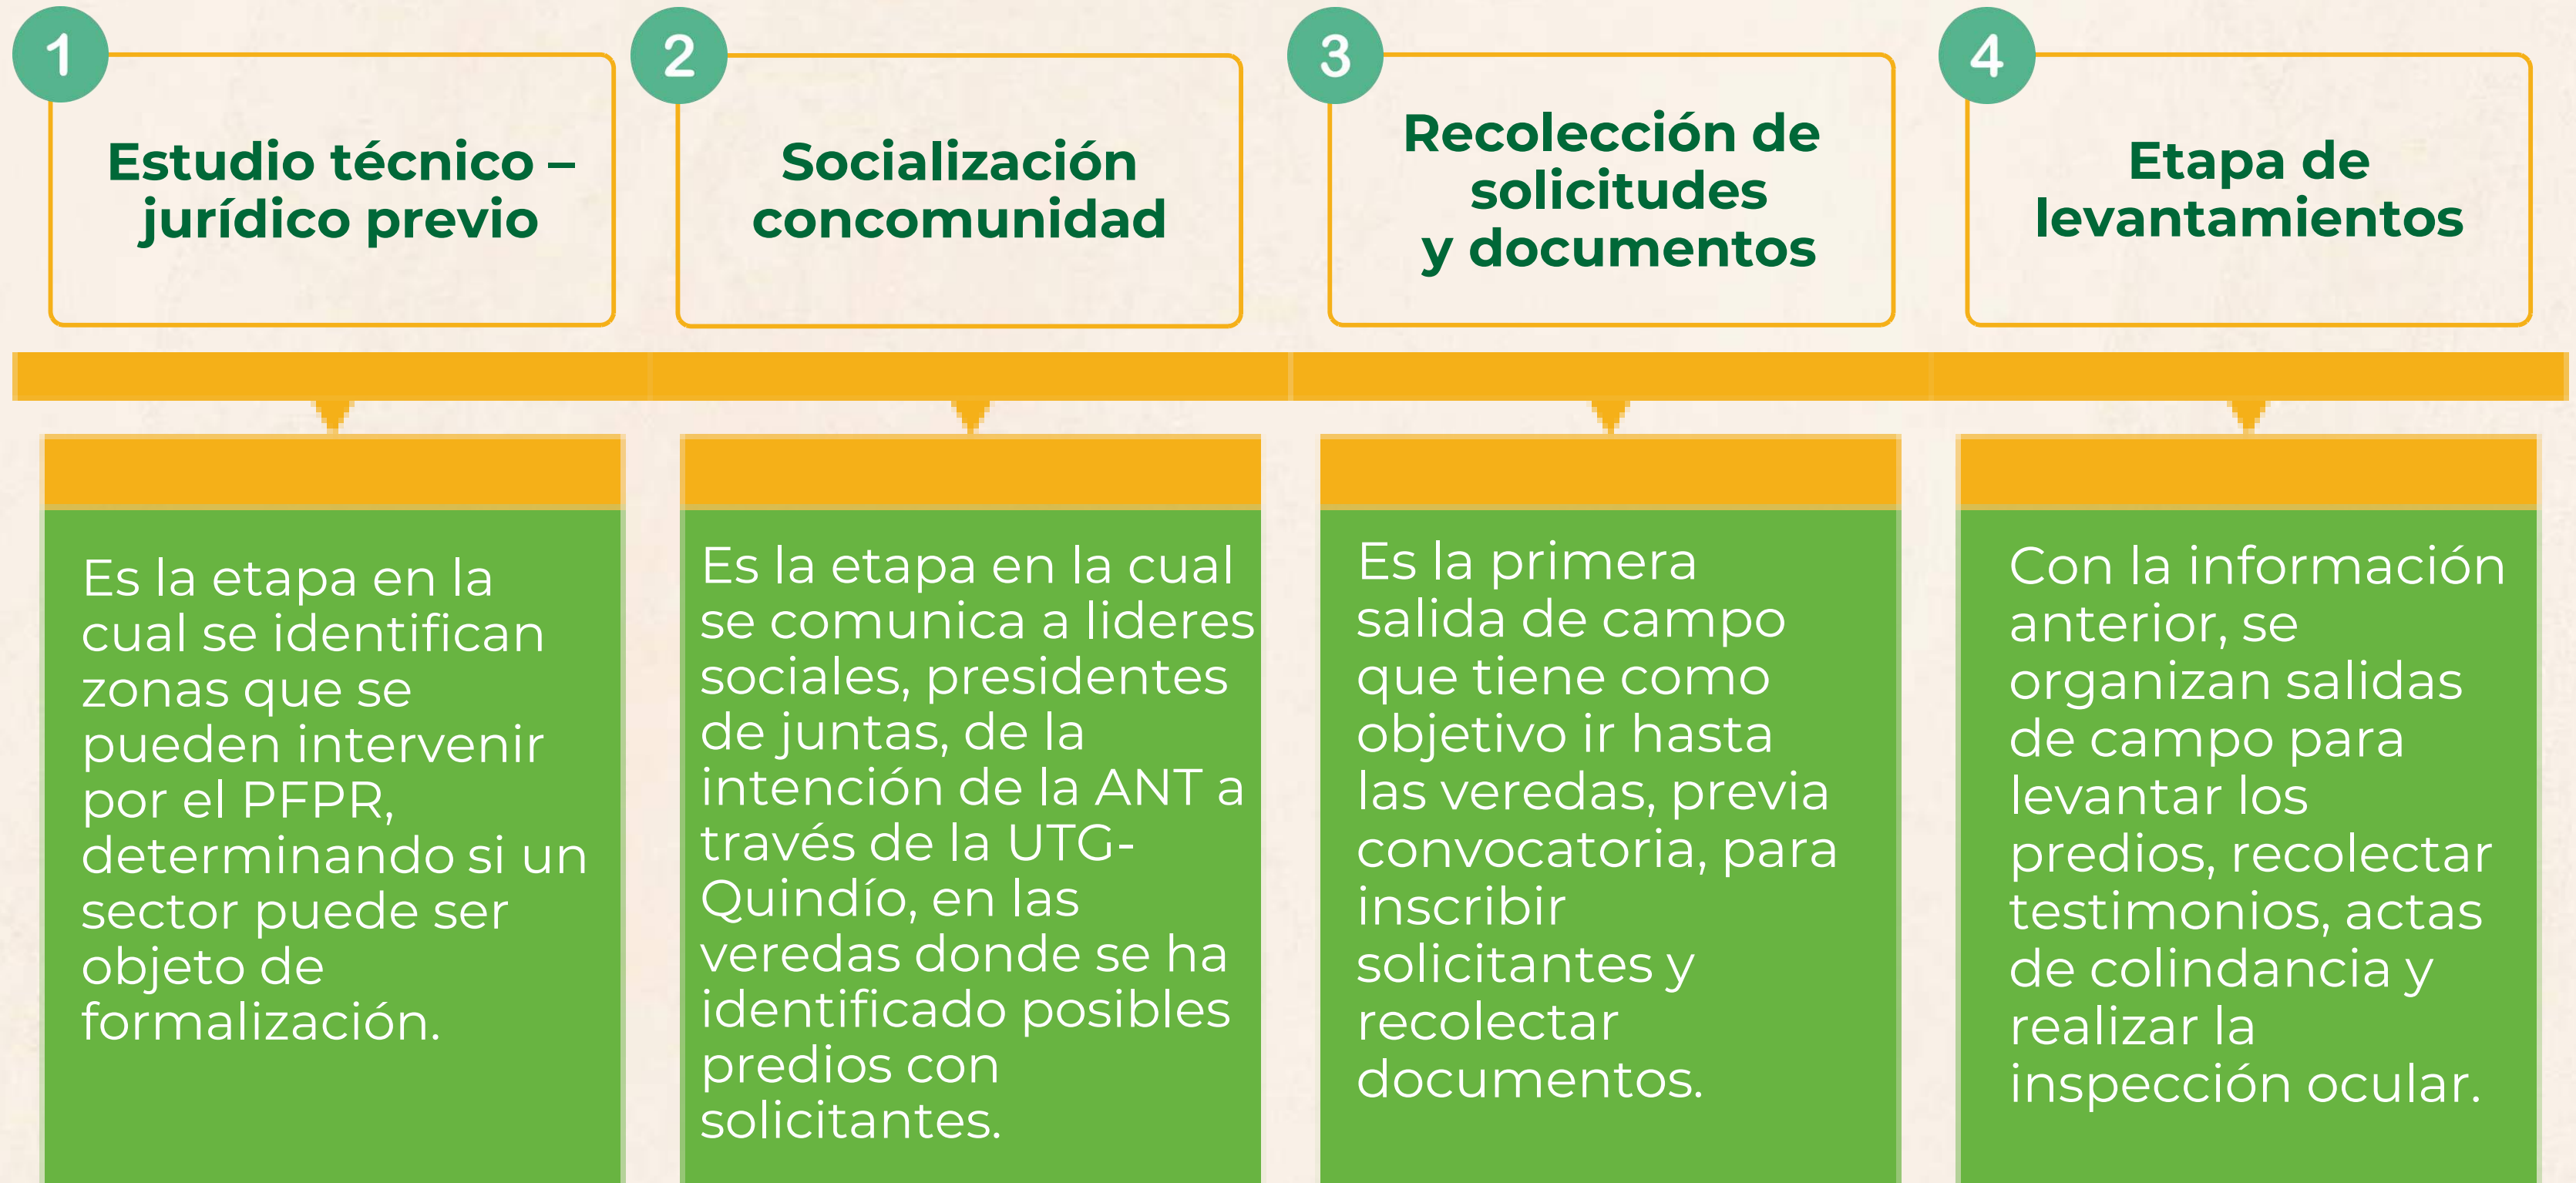 1
Estudio técnico –
jurídico previo
2
Socialización
concomunidad
3
Recolección de
solicitudes
y documentos
4
Etapa de
levantamientos
Es la etapa en la
cual se identifican
zonas que se
pueden intervenir
por el PFPR,
determinando si un
sector puede ser
objeto de
formalización.
Es la etapa en la cual
se comunica a lideres
sociales, presidentes
de juntas, de la
intención de la ANT a
través de la UTG-
Quindío, en las
veredas donde se ha
identificado posibles
predios con
solicitantes.
Es la primera
salida de campo
que tiene como
objetivo ir hasta
las veredas, previa
convocatoria, para
inscribir
solicitantes y
recolectar
documentos.
Con la información
anterior, se
organizan salidas
de campo para
levantar los
predios, recolectar
testimonios, actas
de colindancia y
realizar la
inspección ocular.